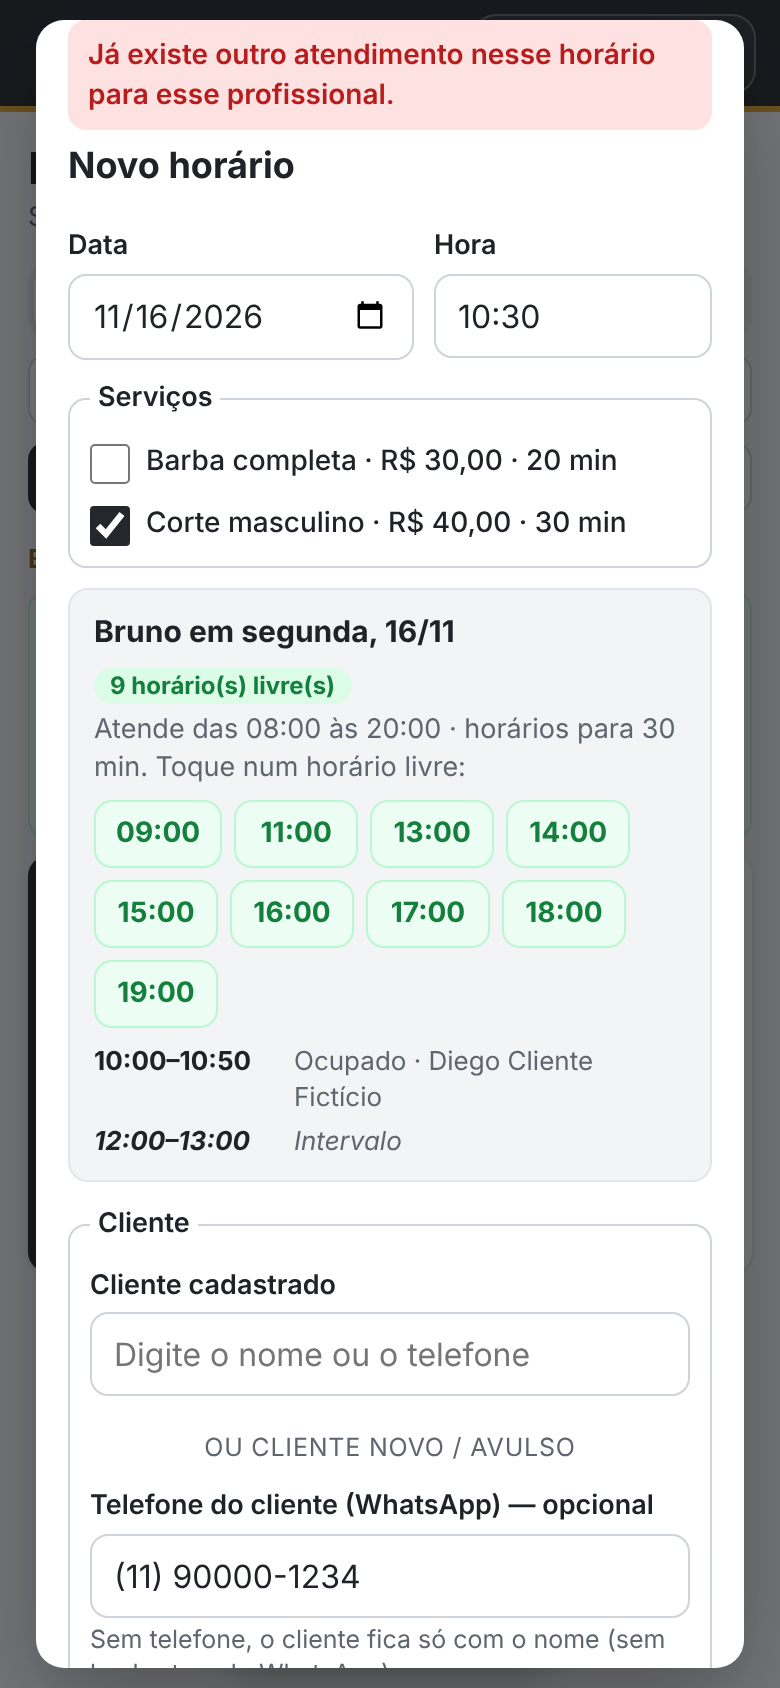 Já existe outro atendimento nesse horário
para esse profissional.
Novo horário
Data
Hora
11/16/2026
10:30
Serviços
Barba completa · R$ 30,00 · 20 min
Corte masculino · R$ 40,00 · 30 min
Bruno em segunda, 16/11
9 horário(s) livre(s)
Atende das 08:00 às 20:00 · horários para 30
min. Toque num horário livre:
09:00 11:00 13:00 14:00
15:00 16:00 17:00 18:00
19:00
10:00–10:50 Ocupado · Diego Cliente
Fictício
12:00–13:00 Intervalo
Cliente
Cliente cadastrado
Digite o nome ou o telefone
OU CLIENTE NOVO / AVULSO
Telefone do cliente (WhatsApp) — opcional
(11) 90000-1234
Sem telefone, o cliente fica só com o nome (sem